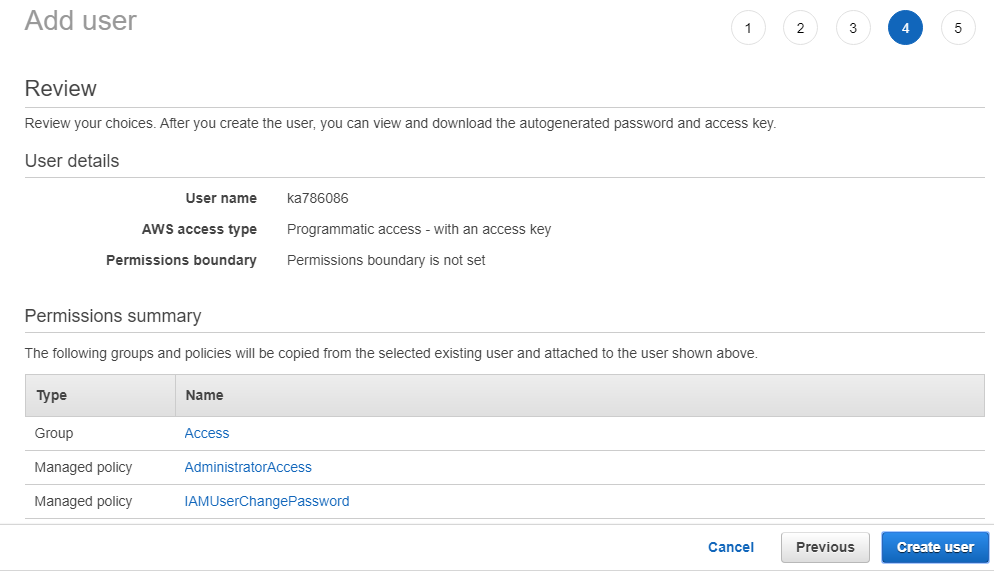 Add user
1 2 3 4 5
Review
Review your choices. After you create the user, you can view and download the autogenerated password and access key.
User details
User name ka786086
AWS access type Programmatic access - with an access key
Permissions boundary Permissions boundary is not set
Permissions summary
The following groups and policies will be copied from the selected existing user and attached to the user shown above.
Type Name
Group Access
Managed policy AdministratorAccess
Managed policy IAMUserChangePassword
Cancel Previous Create user